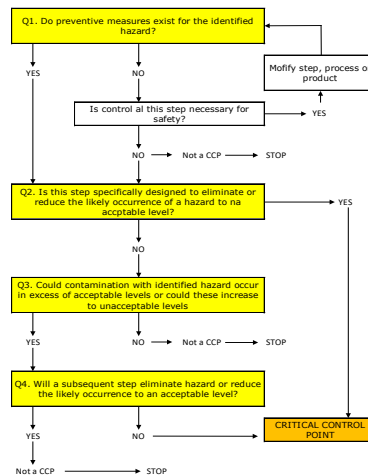 Q1. Do preventive measures exist for the identified
hazard?
YES
NO
Mofify step, process o
product
Is control al this step necessary for
safety?
YES
NO
Not a CCP
STOP
Q2. Is this step specifically designed to eliminate or
reduce the likely occurrence of a hazard to na
accptable level?
YES
NO
Q3. Could contamination with identified hazard occur
in excess of acceptable levels or could these increase
to unacceptable levels
YES
NO
Not a CCP
STOP
Q4. Will a subsequent step eliminate hazard or reduce
the likely occurrence to an acceptable level?
YES
NO
CRITICAL CONTROL
POINT
Not a CCP
STOP